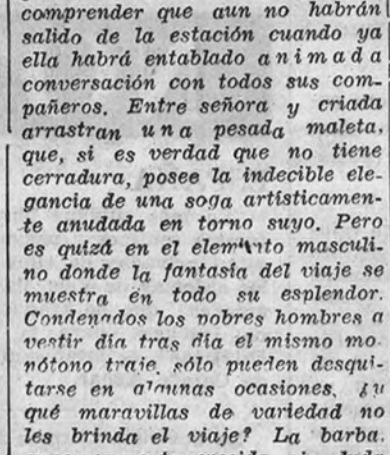 comprender que aun no habrán
salido de la estación cuando ya
ella habrá entablado animada
conversación con todos sus com-
pañeros. Entre señora y criada
arrastran una pesada maleta,
que, si es verdad que no tiene
cerradura, posee la indecible ele-
gancia de una soga artísticamen-
te anudada en torno suyo. Pero
es quizá en el elemento masculi-
no donde la fantasía del viaje se
muestra en todo su esplendor.
Condenados los pobres hombres a
vestir día tras día el mismo mo
nótono traje, sólo pueden desqui-
tarse en algunas ocasiones, ¿y
qué maravillas de variedad no
les brinda el viaje? La barba.